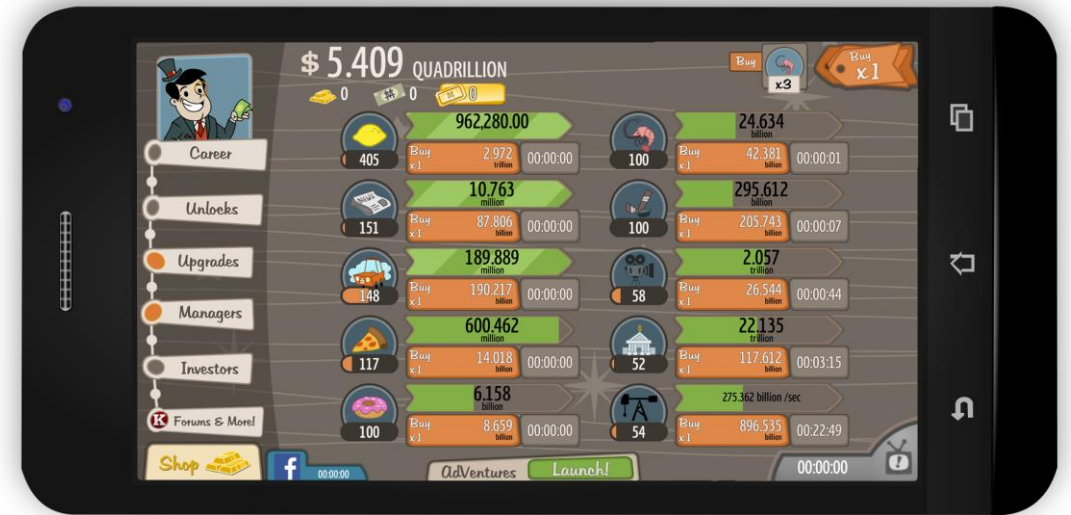 $ 5.409 QUADRILLION
0 0 0
Buy x3
Buy x1
Career
Unlocks
Upgrades
Managers
Investors
K Forums & More!
Shop
f 00:00:00
405
962,280.00
Buy x1 2.972 trillion 00:00:00
151
10.763 million
Buy x1 87.806 billion 00:00:00
148
189.889 million
Buy x1 190.217 billion 00:00:00
117
600.462 million
Buy x1 14.018 billion 00:00:00
100
6.158 billion
Buy x1 8.659 billion 00:00:00
100
24.634 billion
Buy x1 42.381 billion 00:00:01
100
295.612 billion
Buy x1 205.743 billion 00:00:07
58
2.057 trillion
Buy x1 26.544 billion 00:00:44
52
22.135 trillion
Buy x1 117.612 billion 00:03:15
54
275.362 billion /sec
Buy x1 896.535 billion 00:22:49
AdVentures Launch!
00:00:00